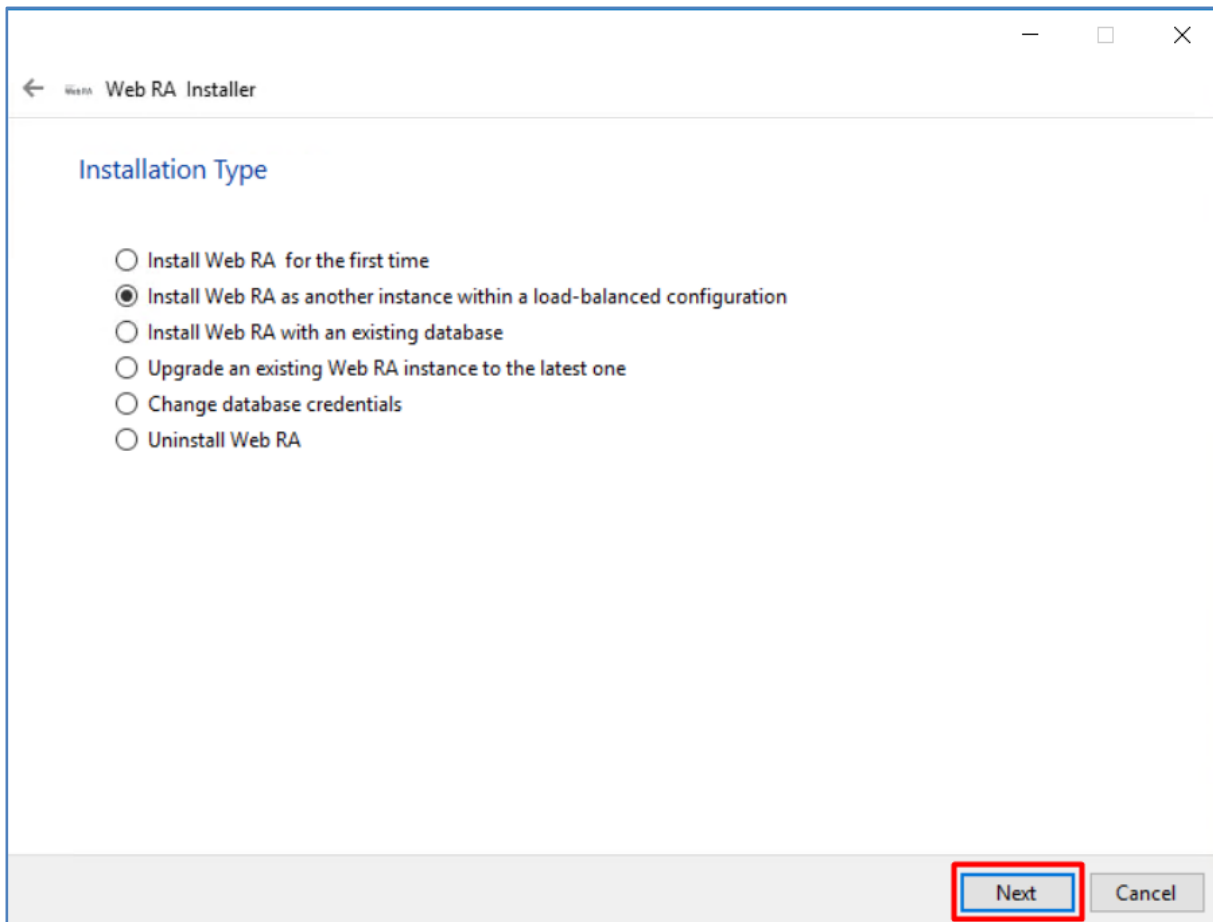 Web RA Installer
Installation Type
Install Web RA for the first time
Install Web RA as another instance within a load-balanced configuration
Install Web RA with an existing database
Upgrade an existing Web RA instance to the latest one
Change database credentials
Uninstall Web RA
Next
Cancel